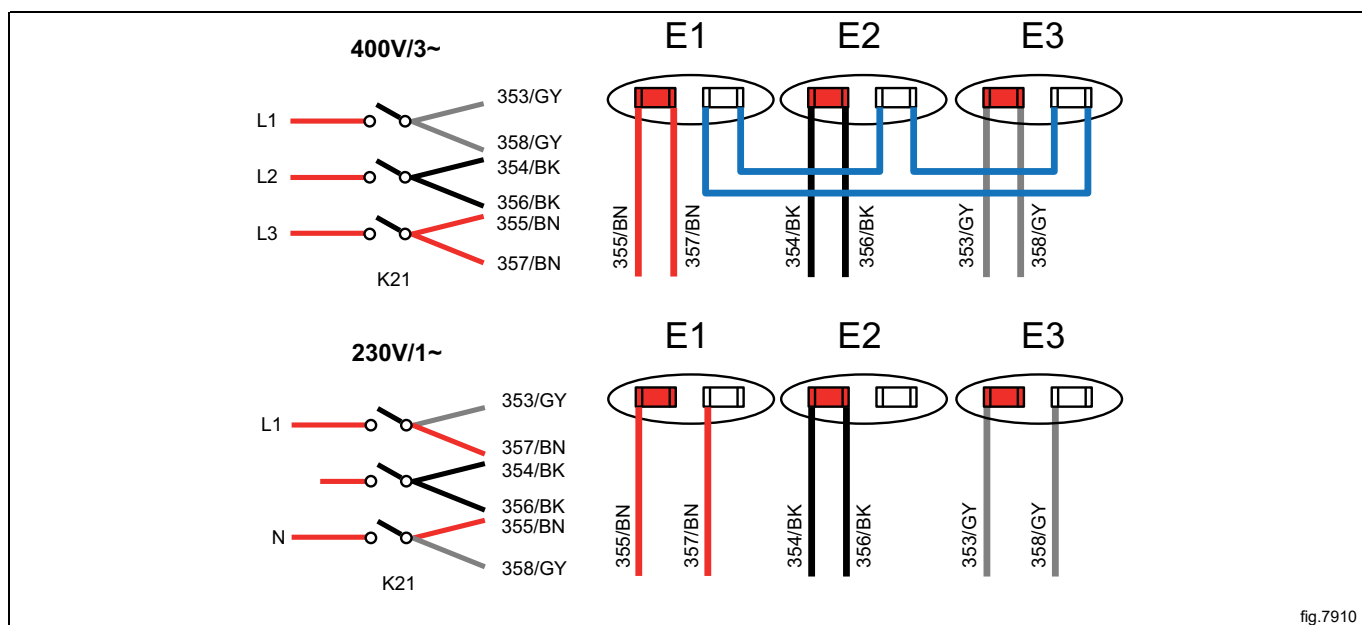 400V/3~
E1 E2 E3
L1
353/GY
358/GY
L2
354/BK
356/BK
L3
355/BN
357/BN
K21
355/BN
357/BN
354/BK
356/BK
353/GY
358/GY
230V/1~
E1 E2 E3
L1
353/GY
357/BN
354/BK
356/BK
N
355/BN
358/GY
K21
355/BN
357/BN
354/BK
356/BK
353/GY
358/GY
fig.7910